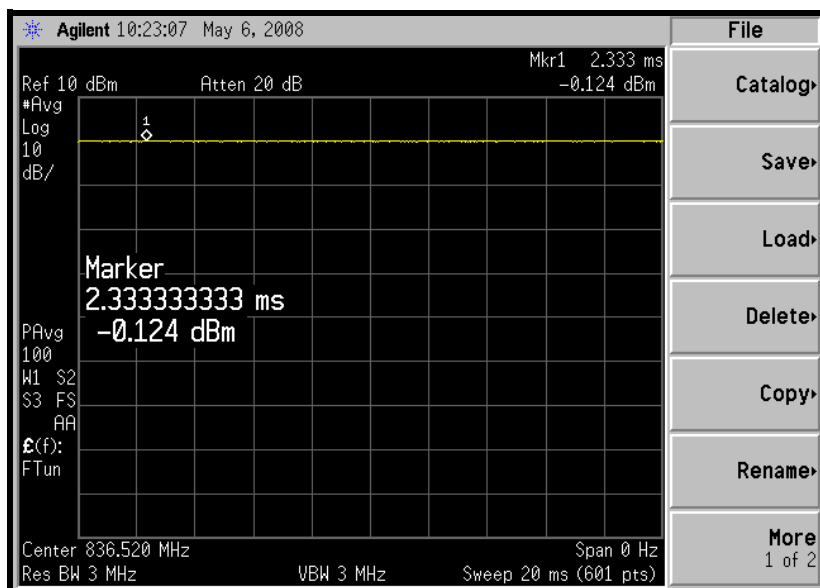 Agilent 10:23:07 May 6, 2008
File
Mkr1 2.333 ms
Ref 10 dBm Atten 20 dB -0.124 dBm
#Avg
Log
10
dB/
1
Marker
2.333333333 ms
-0.124 dBm
PAvg
100
W1 S2
S3 FS
AA
£(f):
FTun
Center 836.520 MHz Span 0 Hz
Res BW 3 MHz VBW 3 MHz Sweep 20 ms (601 pts)
Catalog
Save
Load
Delete
Copy
Rename
More
1 of 2